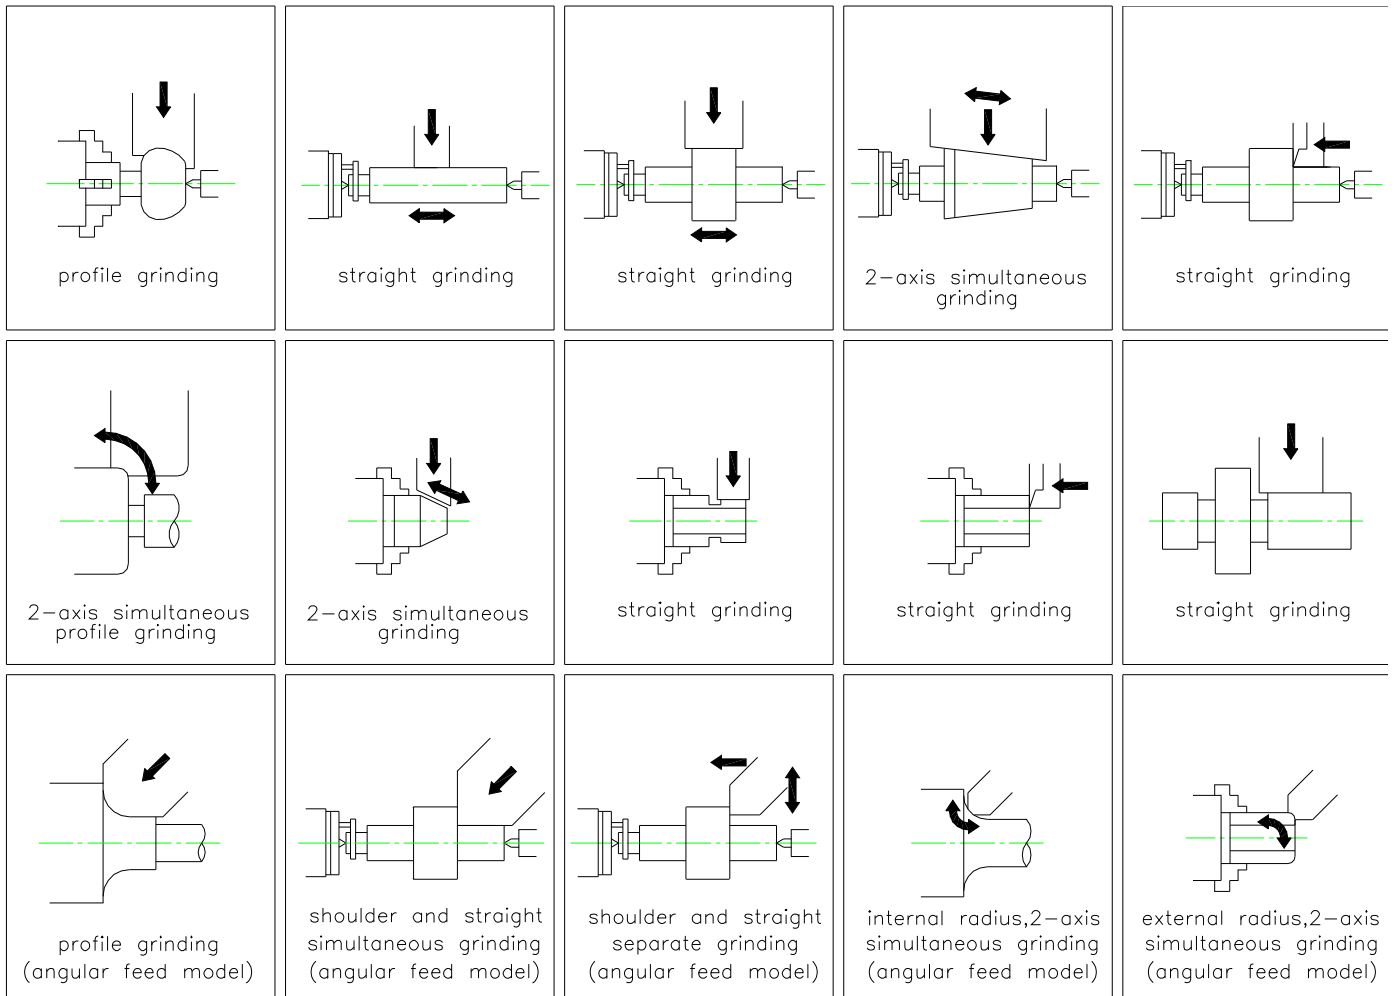 profile grinding
straight grinding
straight grinding
2-axis simultaneous
grinding
straight grinding
2-axis simultaneous
profile grinding
2-axis simultaneous
grinding
straight grinding
straight grinding
straight grinding
profile grinding
(angular feed model)
shoulder and straight
simultaneous grinding
(angular feed model)
shoulder and straight
separate grinding
(angular feed model)
internal radius,2-axis
simultaneous grinding
(angular feed model)
external radius,2-axis
simultaneous grinding
(angular feed model)